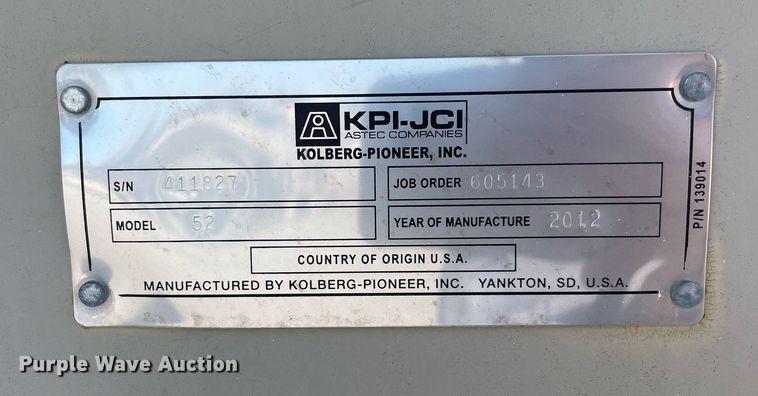 KPI-JCI
ASTEC COMPANIES
KOLBERG-PIONEER, INC.
S/N 411827
JOB ORDER 605143
MODEL 52
YEAR OF MANUFACTURE 2012
COUNTRY OF ORIGIN U.S.A.
MANUFACTURED BY KOLBERG-PIONEER, INC. YANKTON, SD, U.S.A.
P/N 139014
Purple Wave Auction